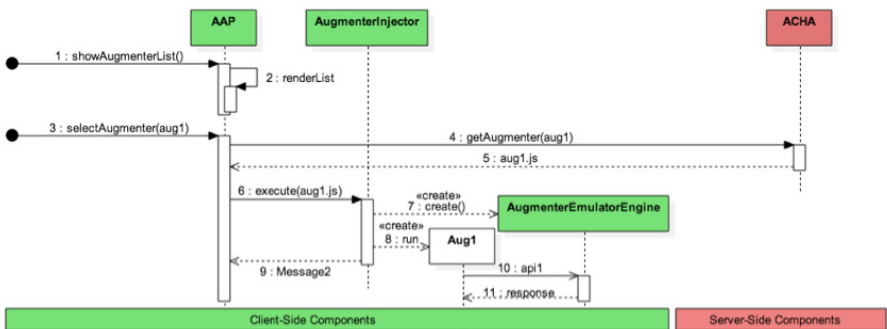 AAP
AugmenterInjector
ACHA
1 : showAugmenterList()
2 : renderList
3 : selectAugmenter(aug1)
4 : getAugmenter(aug1)
5 : aug1.js
6 : execute(aug1.js)
«create»
7 : create()
AugmenterEmulatorEngine
«create»
8 : run
Aug1
9 : Message2
10 : api1
11 : response
Client-Side Components
Server-Side Components